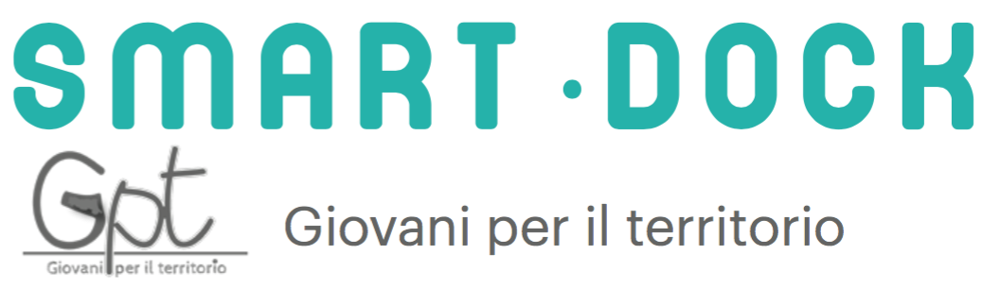 SMART · DOCK
Gpt
Giovani per il territorio
Giovani per il territorio